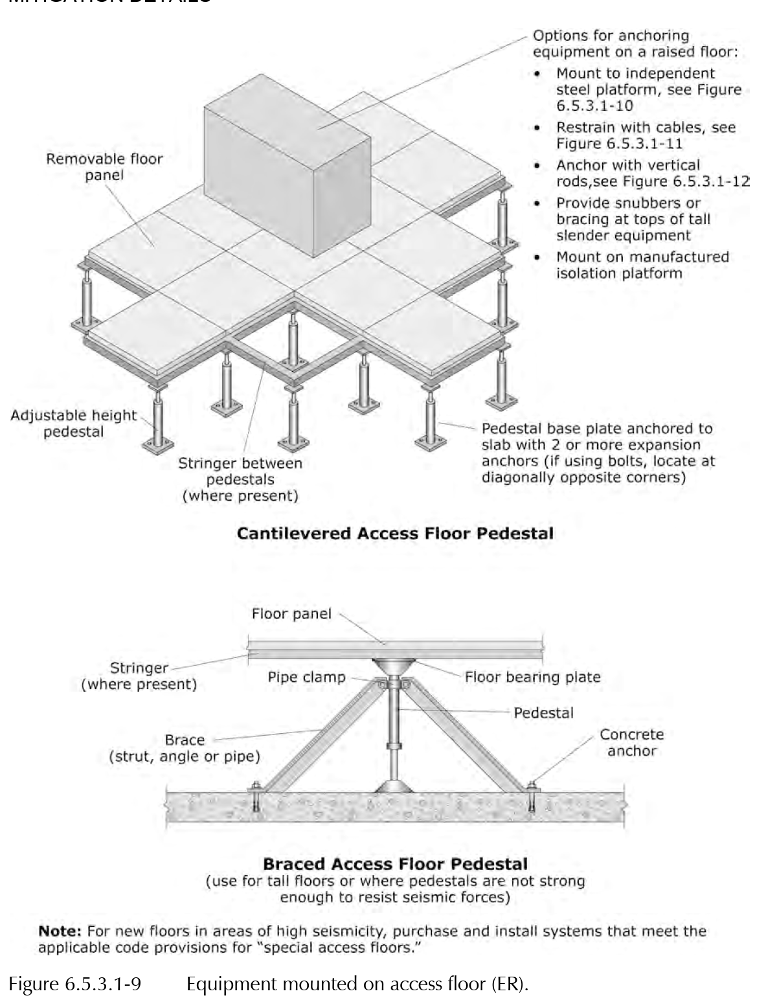 MITIGATION DETAILS
Options for anchoring
equipment on a raised floor:
• Mount to independent
steel platform, see Figure
6.5.3.1-10
• Restrain with cables, see
Figure 6.5.3.1-11
• Anchor with vertical
rods,see Figure 6.5.3.1-12
• Provide snubbers or
bracing at tops of tall
slender equipment
• Mount on manufactured
isolation platform
Removable floor
panel
Adjustable height
pedestal
Stringer between
pedestals
(where present)
Pedestal base plate anchored to
slab with 2 or more expansion
anchors (if using bolts, locate at
diagonally opposite corners)
Cantilevered Access Floor Pedestal
Floor panel
Stringer
(where present)
Pipe clamp
Floor bearing plate
Pedestal
Brace
(strut, angle or pipe)
Concrete
anchor
Braced Access Floor Pedestal
(use for tall floors or where pedestals are not strong
enough to resist seismic forces)
Note: For new floors in areas of high seismicity, purchase and install systems that meet the
applicable code provisions for “special access floors.”
Figure 6.5.3.1-9 Equipment mounted on access floor (ER).